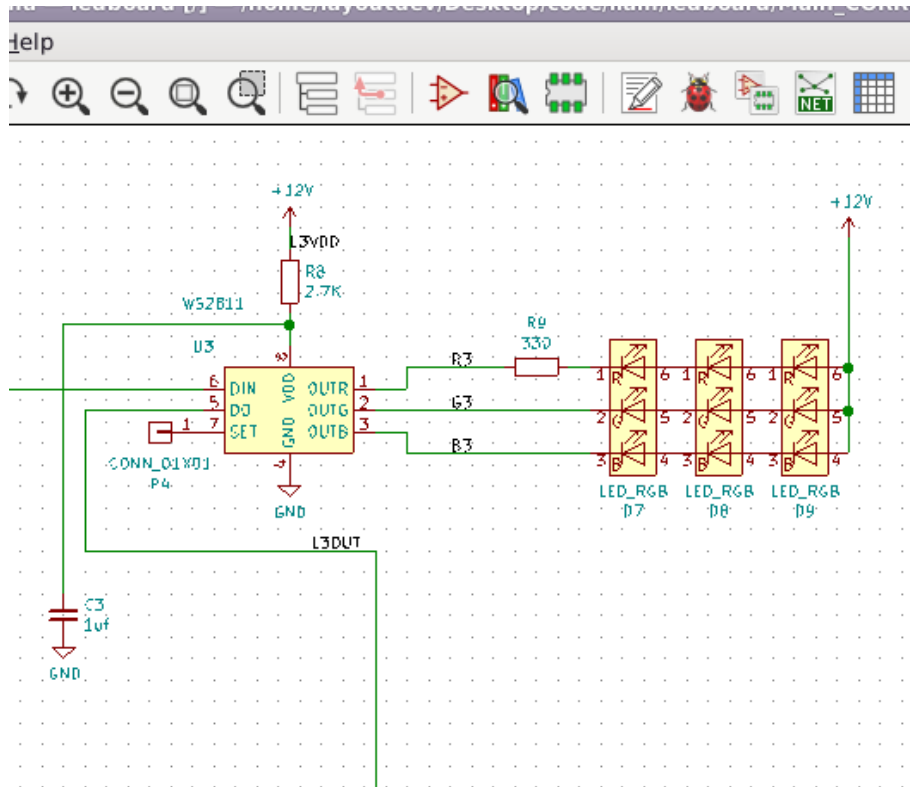 Help
NET
+12V
+12V
L3VDD
R8
2.7K
WS2811
U3
R9
330
R3
G3
B3
6
DIN
5
DO
1
7
SET
8
VDD
GND
4
OUTR
1
OUTG
2
OUTB
3
CONN_01X01
P4
GND
1
R
6
1
R
6
1
R
6
2
G
5
2
G
5
2
G
5
3
B
4
3
B
4
3
B
4
LED_RGB
D7
LED_RGB
D8
LED_RGB
D9
L3OUT
C3
1uf
GND